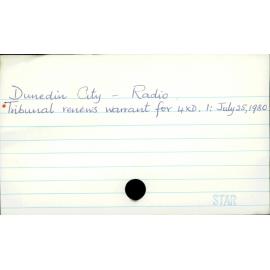 Dunedin City - Radio.
Tribunal renews warrant for 4XD. 1: July 25, 1980
STAR